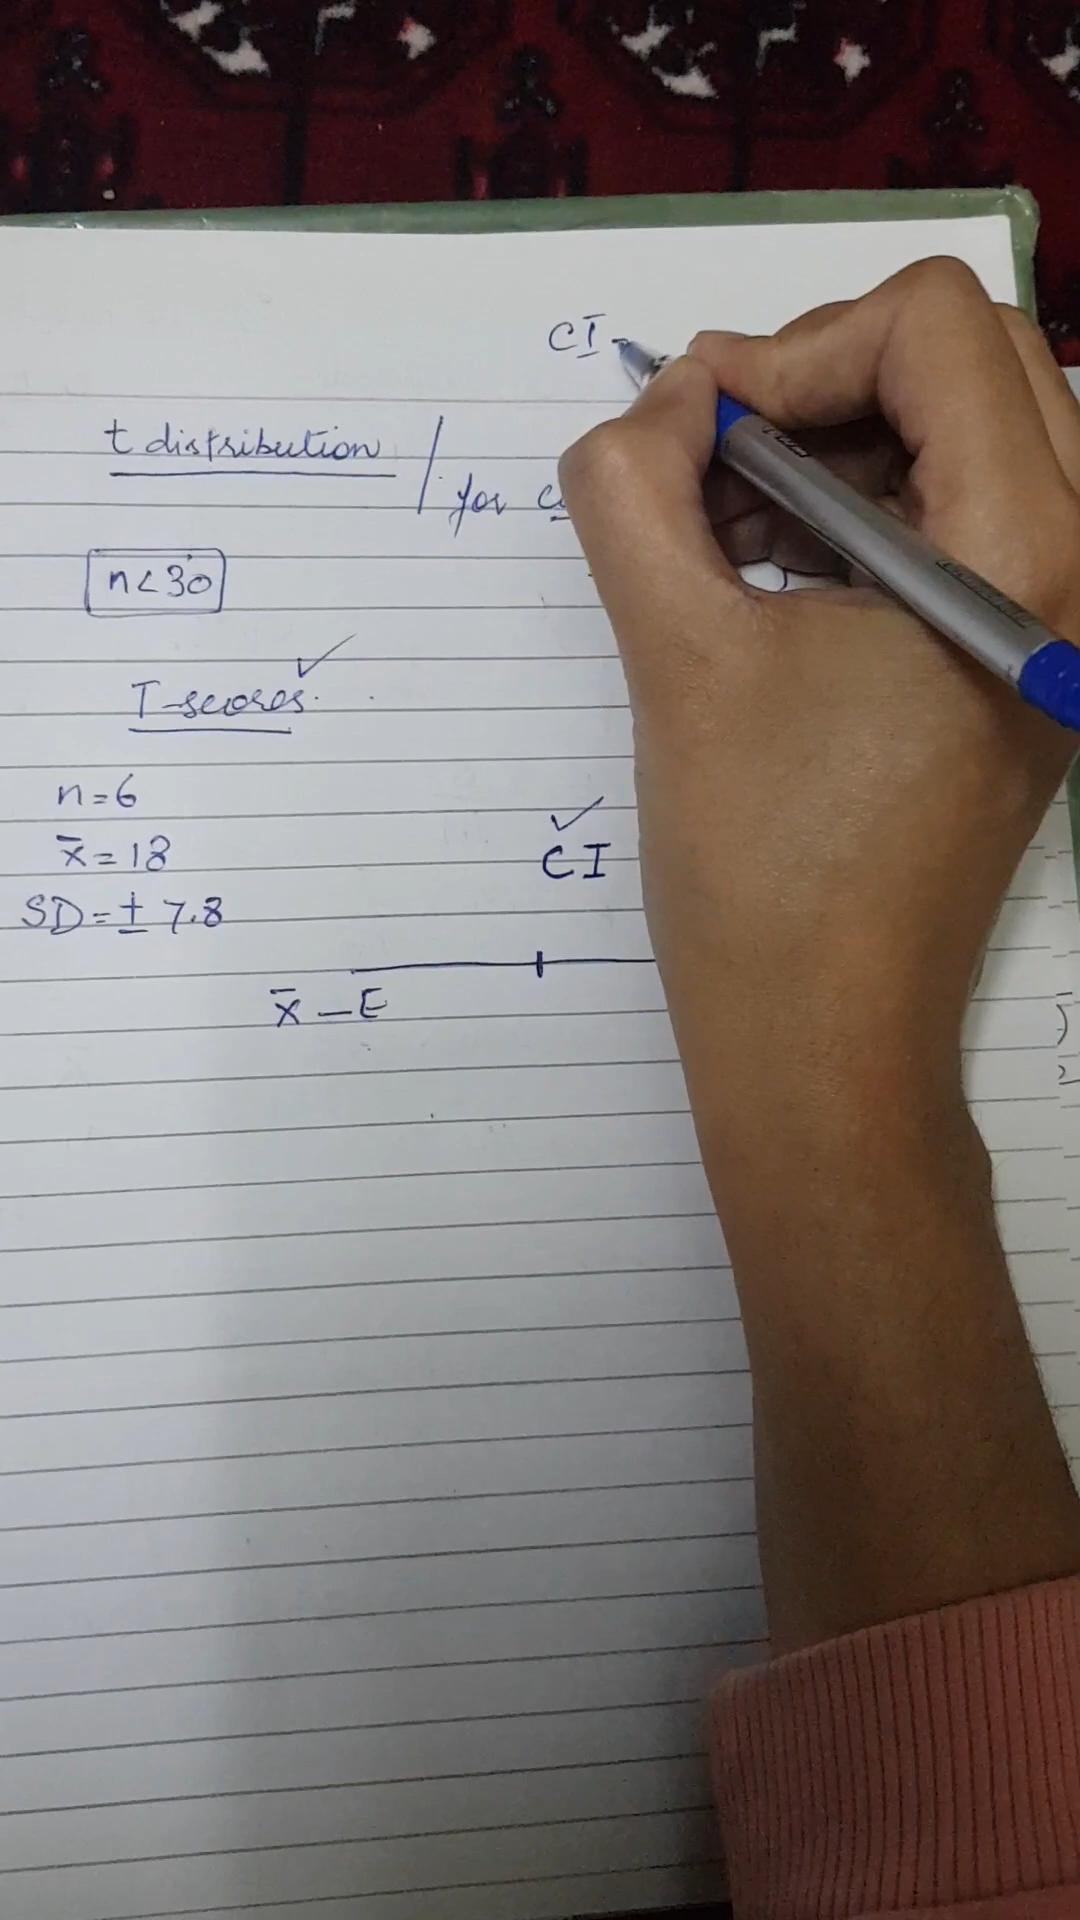 CI -
t distribution
for
n<30
T-scores.
n=6
x̄=18
SD=± 7.8
CI
x̄ – E